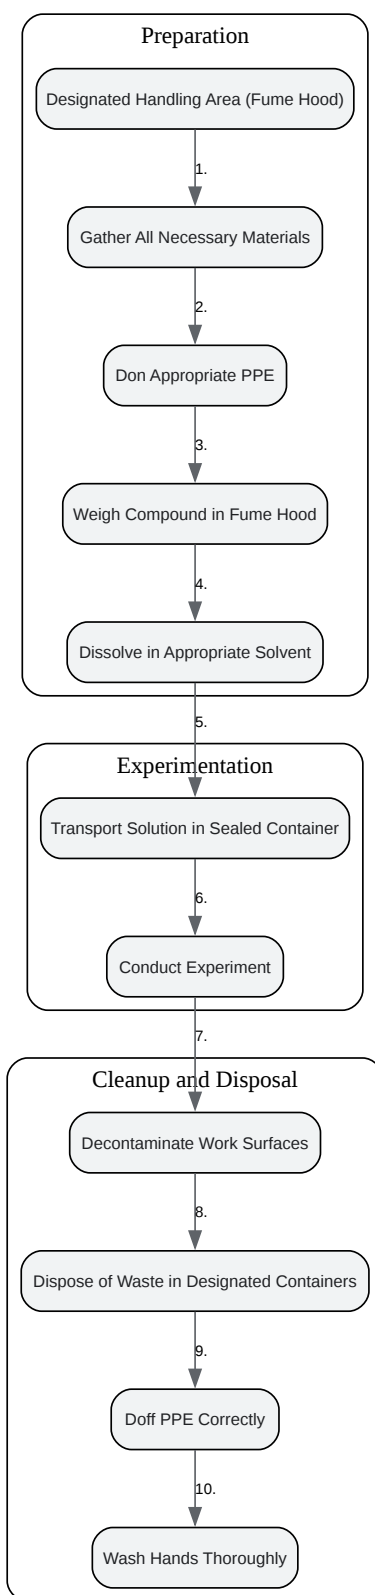 Preparation
Designated Handling Area (Fume Hood)
1.
Gather All Necessary Materials
2.
Don Appropriate PPE
3.
Weigh Compound in Fume Hood
4.
Dissolve in Appropriate Solvent
5.
Experimentation
Transport Solution in Sealed Container
6.
Conduct Experiment
7.
Cleanup and Disposal
Decontaminate Work Surfaces
8.
Dispose of Waste in Designated Containers
9.
Doff PPE Correctly
10.
Wash Hands Thoroughly